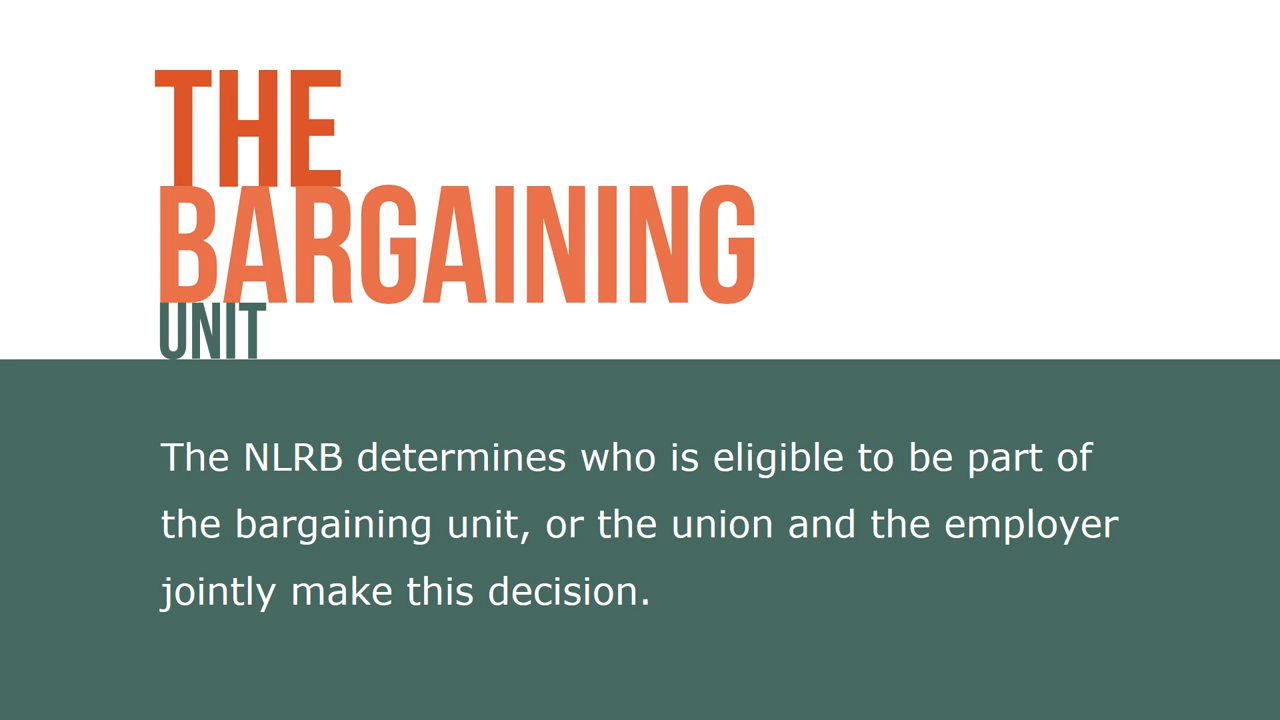 THE
BARGAINING
UNIT
The NLRB determines who is eligible to be part of
the bargaining unit, or the union and the employer
jointly make this decision.